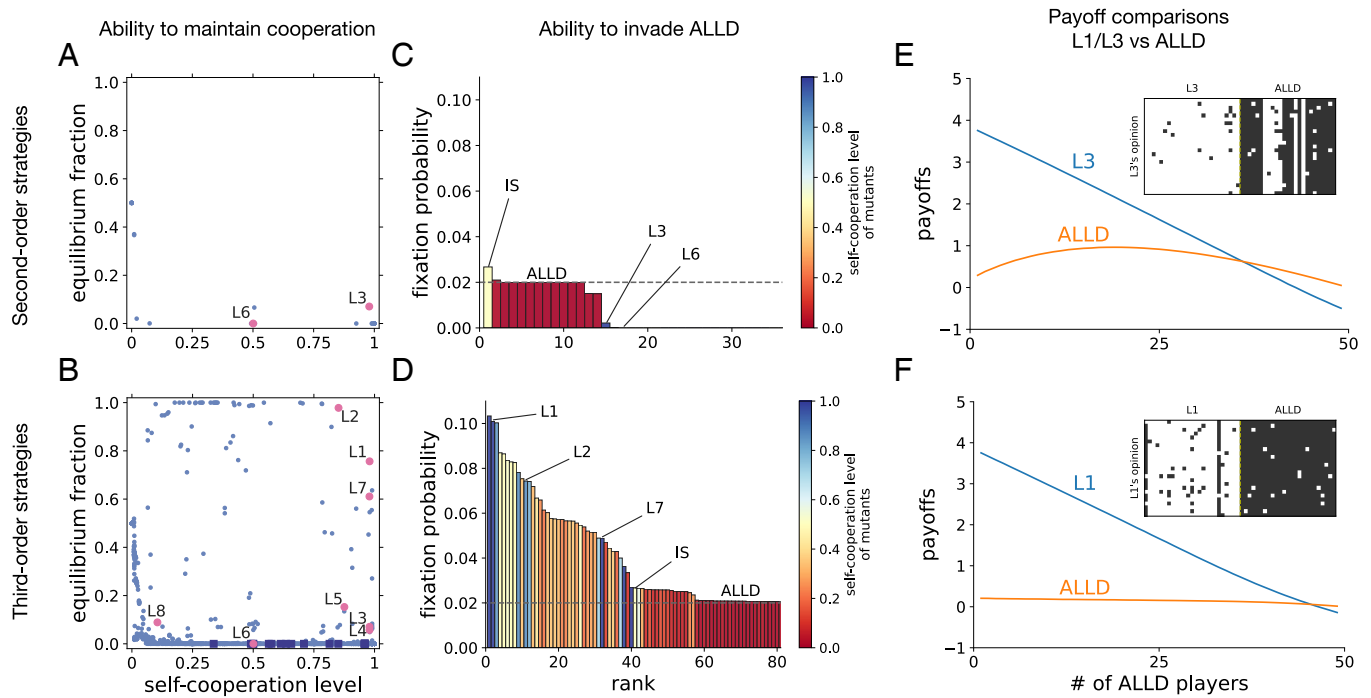 Ability to maintain cooperation
Ability to invade ALLD
Payoff comparisons
L1/L3 vs ALLD
Second-order strategies
Third-order strategies
A
equilibrium fraction
1.0
0.8
0.6
0.4
0.2
0.0
0
0.25
0.5
0.75
1
L6
L3
C
fixation probability
0.10
0.08
0.06
0.04
0.02
0.00
0
10
20
30
IS
ALLD
L3
L6
1.0
0.8
0.6
0.4
0.2
0.0
self-cooperation level
of mutants
E
payoffs
5
4
3
2
1
0
−1
0
25
50
L3
ALLD
L3
ALLD
L3's opinion
B
equilibrium fraction
1.0
0.8
0.6
0.4
0.2
0.0
0
0.25
0.5
0.75
1
self-cooperation level
L2
L1
L7
L5
L3
L4
L8
L6
D
fixation probability
0.10
0.08
0.06
0.04
0.02
0.00
0
20
40
60
80
rank
L1
L2
L7
IS
ALLD
1.0
0.8
0.6
0.4
0.2
0.0
self-cooperation level
of mutants
F
payoffs
5
4
3
2
1
0
−1
0
25
50
# of ALLD players
L1
ALLD
L1
ALLD
L1's opinion